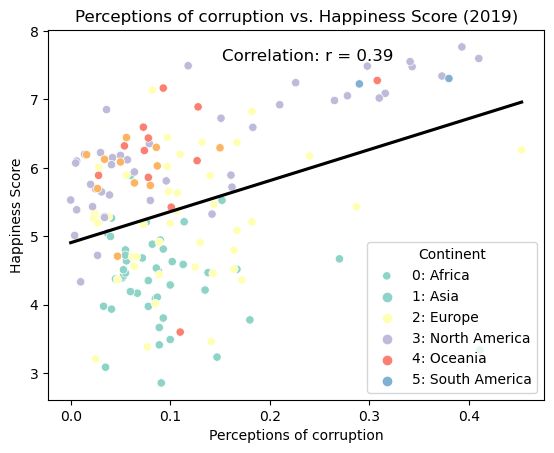 Perceptions of corruption vs. Happiness Score (2019)
Correlation: r = 0.39
8
7
6
5
4
3
Happiness Score
Continent
0: Africa
1: Asia
2: Europe
3: North America
4: Oceania
5: South America
0.0
0.1
0.2
0.3
0.4
Perceptions of corruption